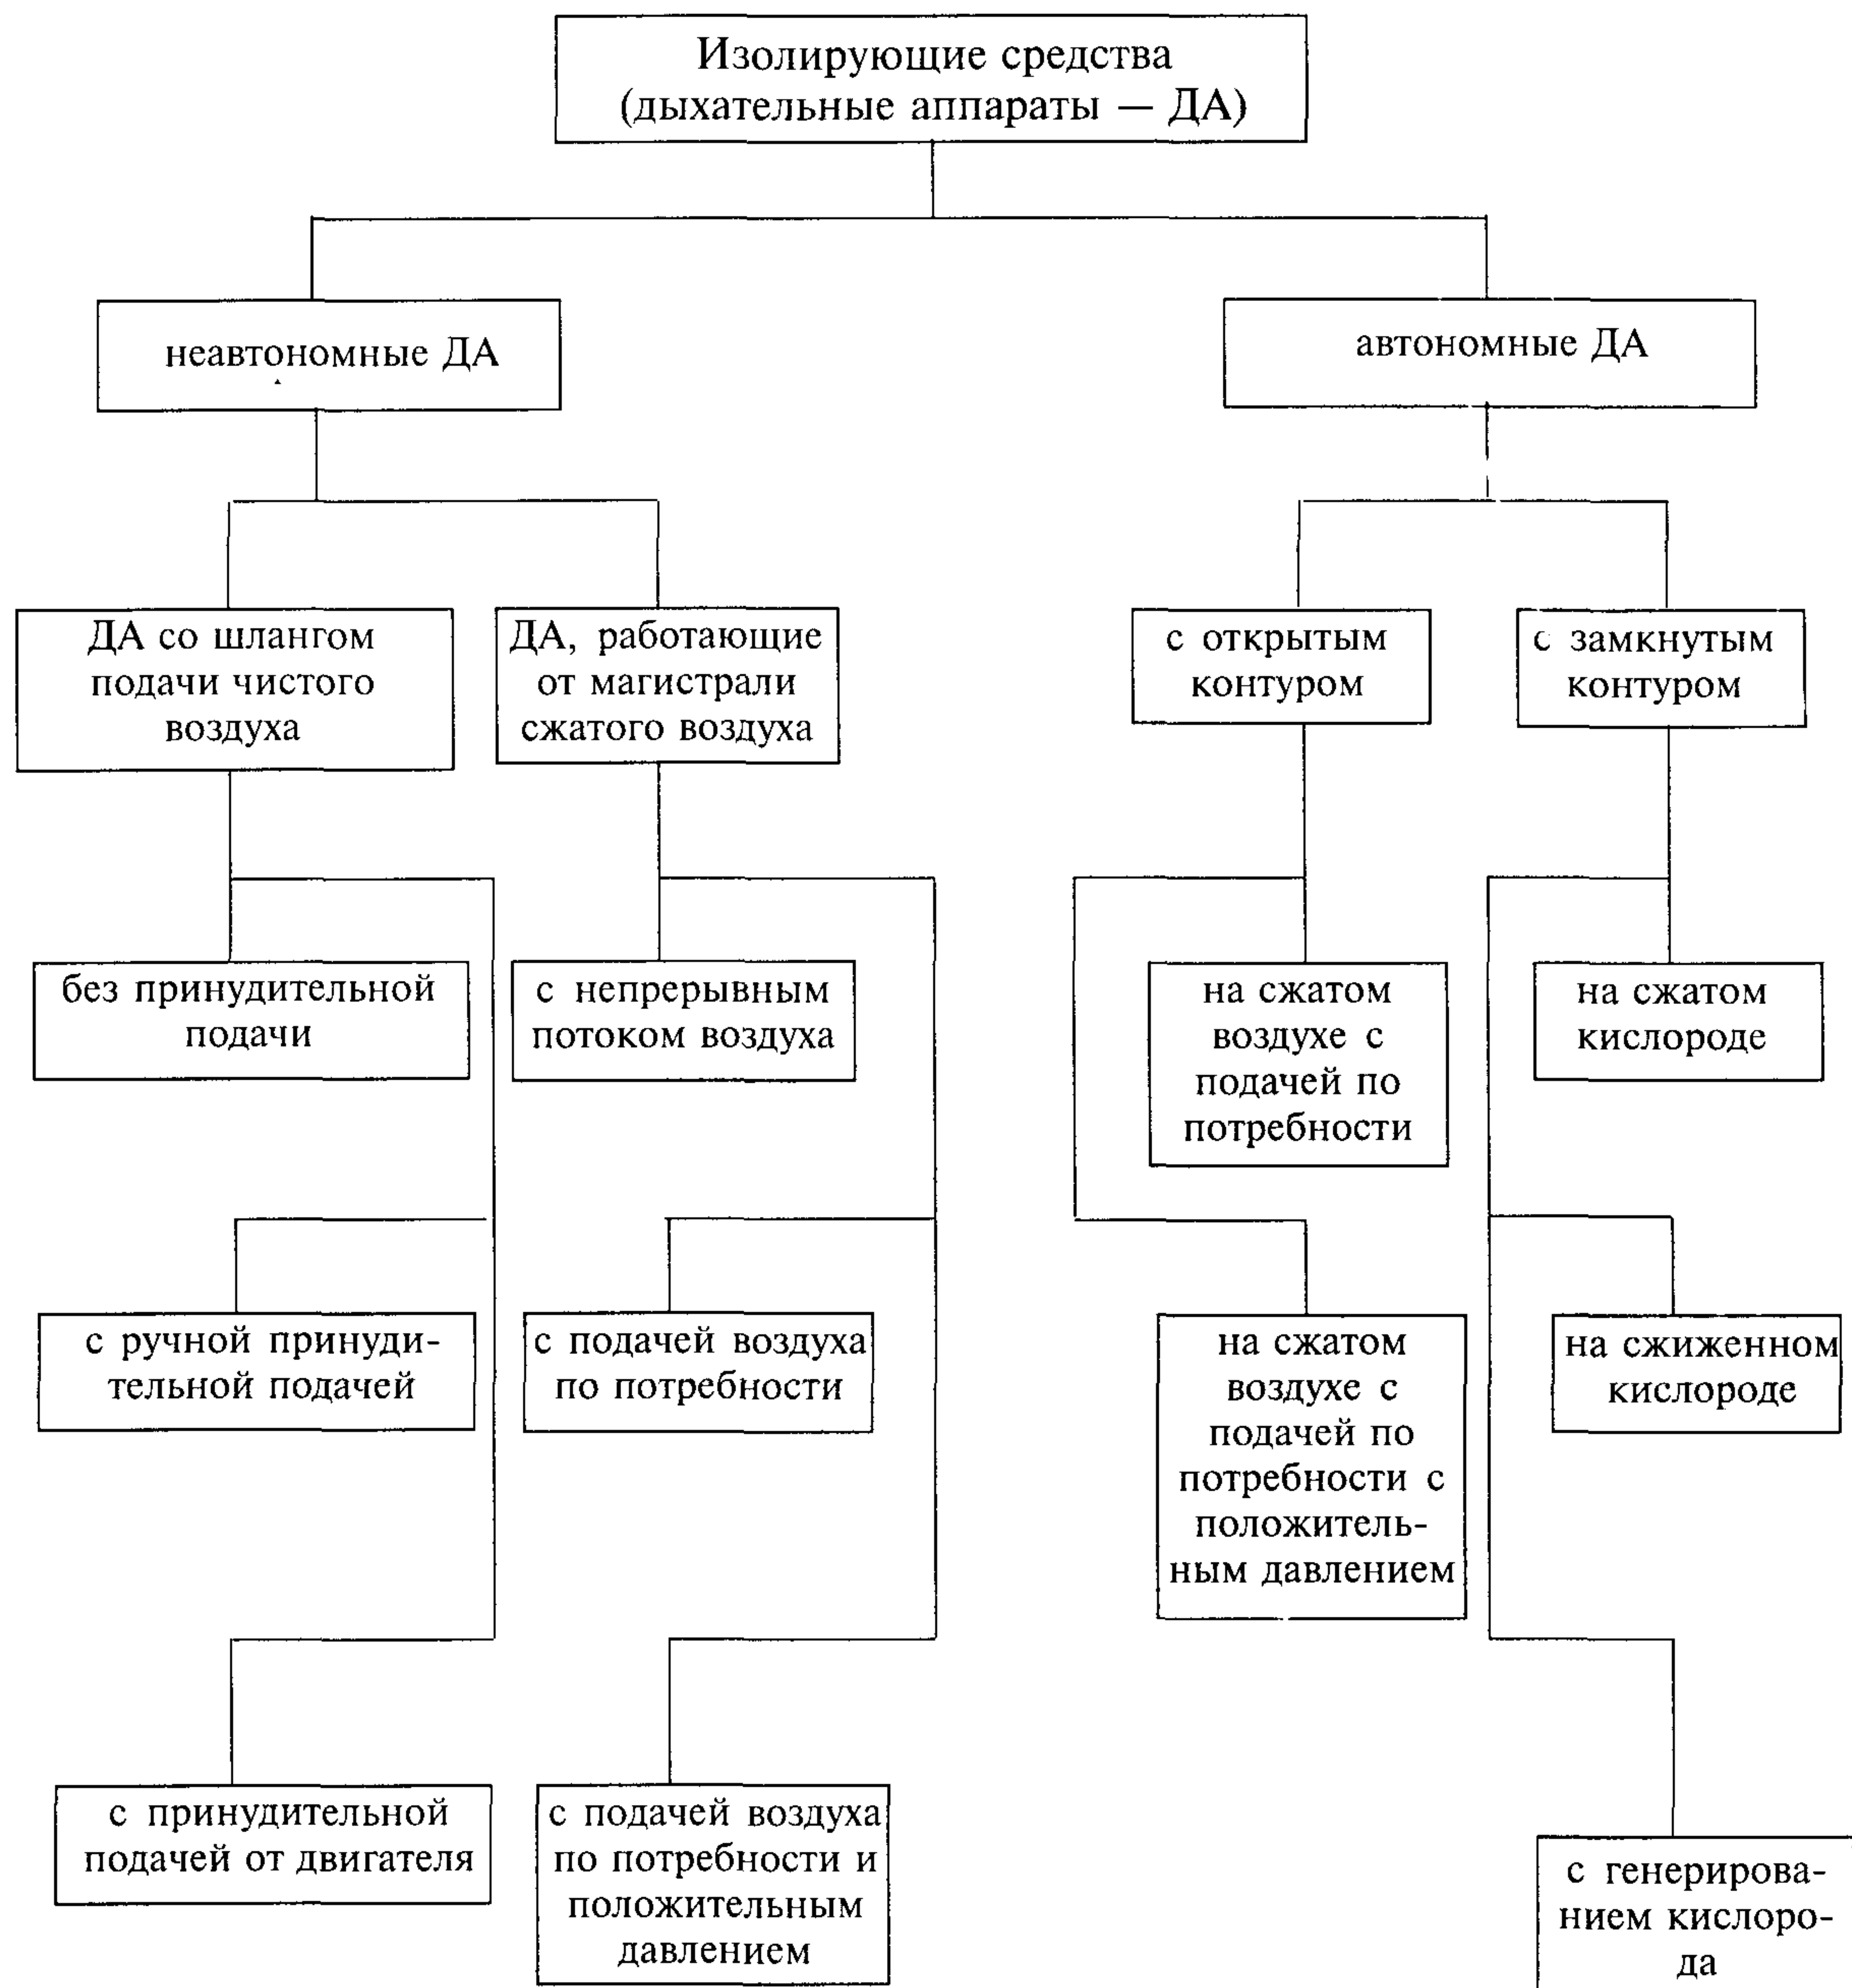 Изолирующие средства
(дыхательные аппараты — ДА)
неавтономные ДА
автономные ДА
ДА со шлангом
подачи чистого
воздуха
ДА, работающие
от магистрали
сжатого воздуха
с открытым
контуром
с замкнутым
контуром
без принудительной
подачи
с непрерывным
потоком воздуха
на сжатом
воздухе с
подачей по
потребности
на сжатом
кислороде
с ручной принуди-
тельной подачей
с подачей воздуха
по потребности
на сжатом
воздухе с
подачей по
потребности с
положитель-
ным давлением
на сжиженном
кислороде
с принудительной
подачей от двигателя
с подачей воздуха
по потребности и
положительным
давлением
с генерирова-
нием кислоро-
да